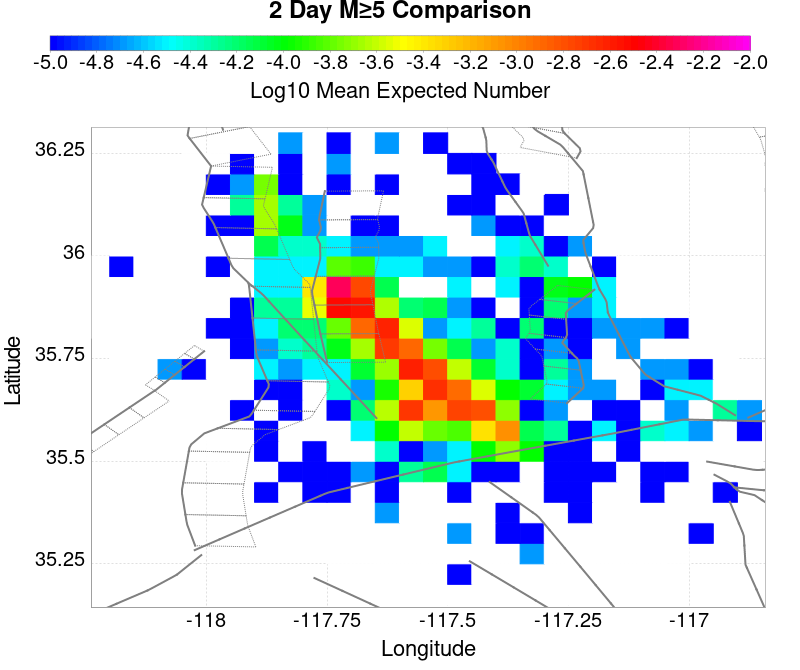 2 Day M≥5 Comparison
-5.0 -4.8 -4.6 -4.4 -4.2 -4.0 -3.8 -3.6 -3.4 -3.2 -3.0 -2.8 -2.6 -2.4 -2.2 -2.0
Log10 Mean Expected Number
36.25
36
35.75
35.5
35.25
Latitude
-118 -117.75 -117.5 -117.25 -117
Longitude